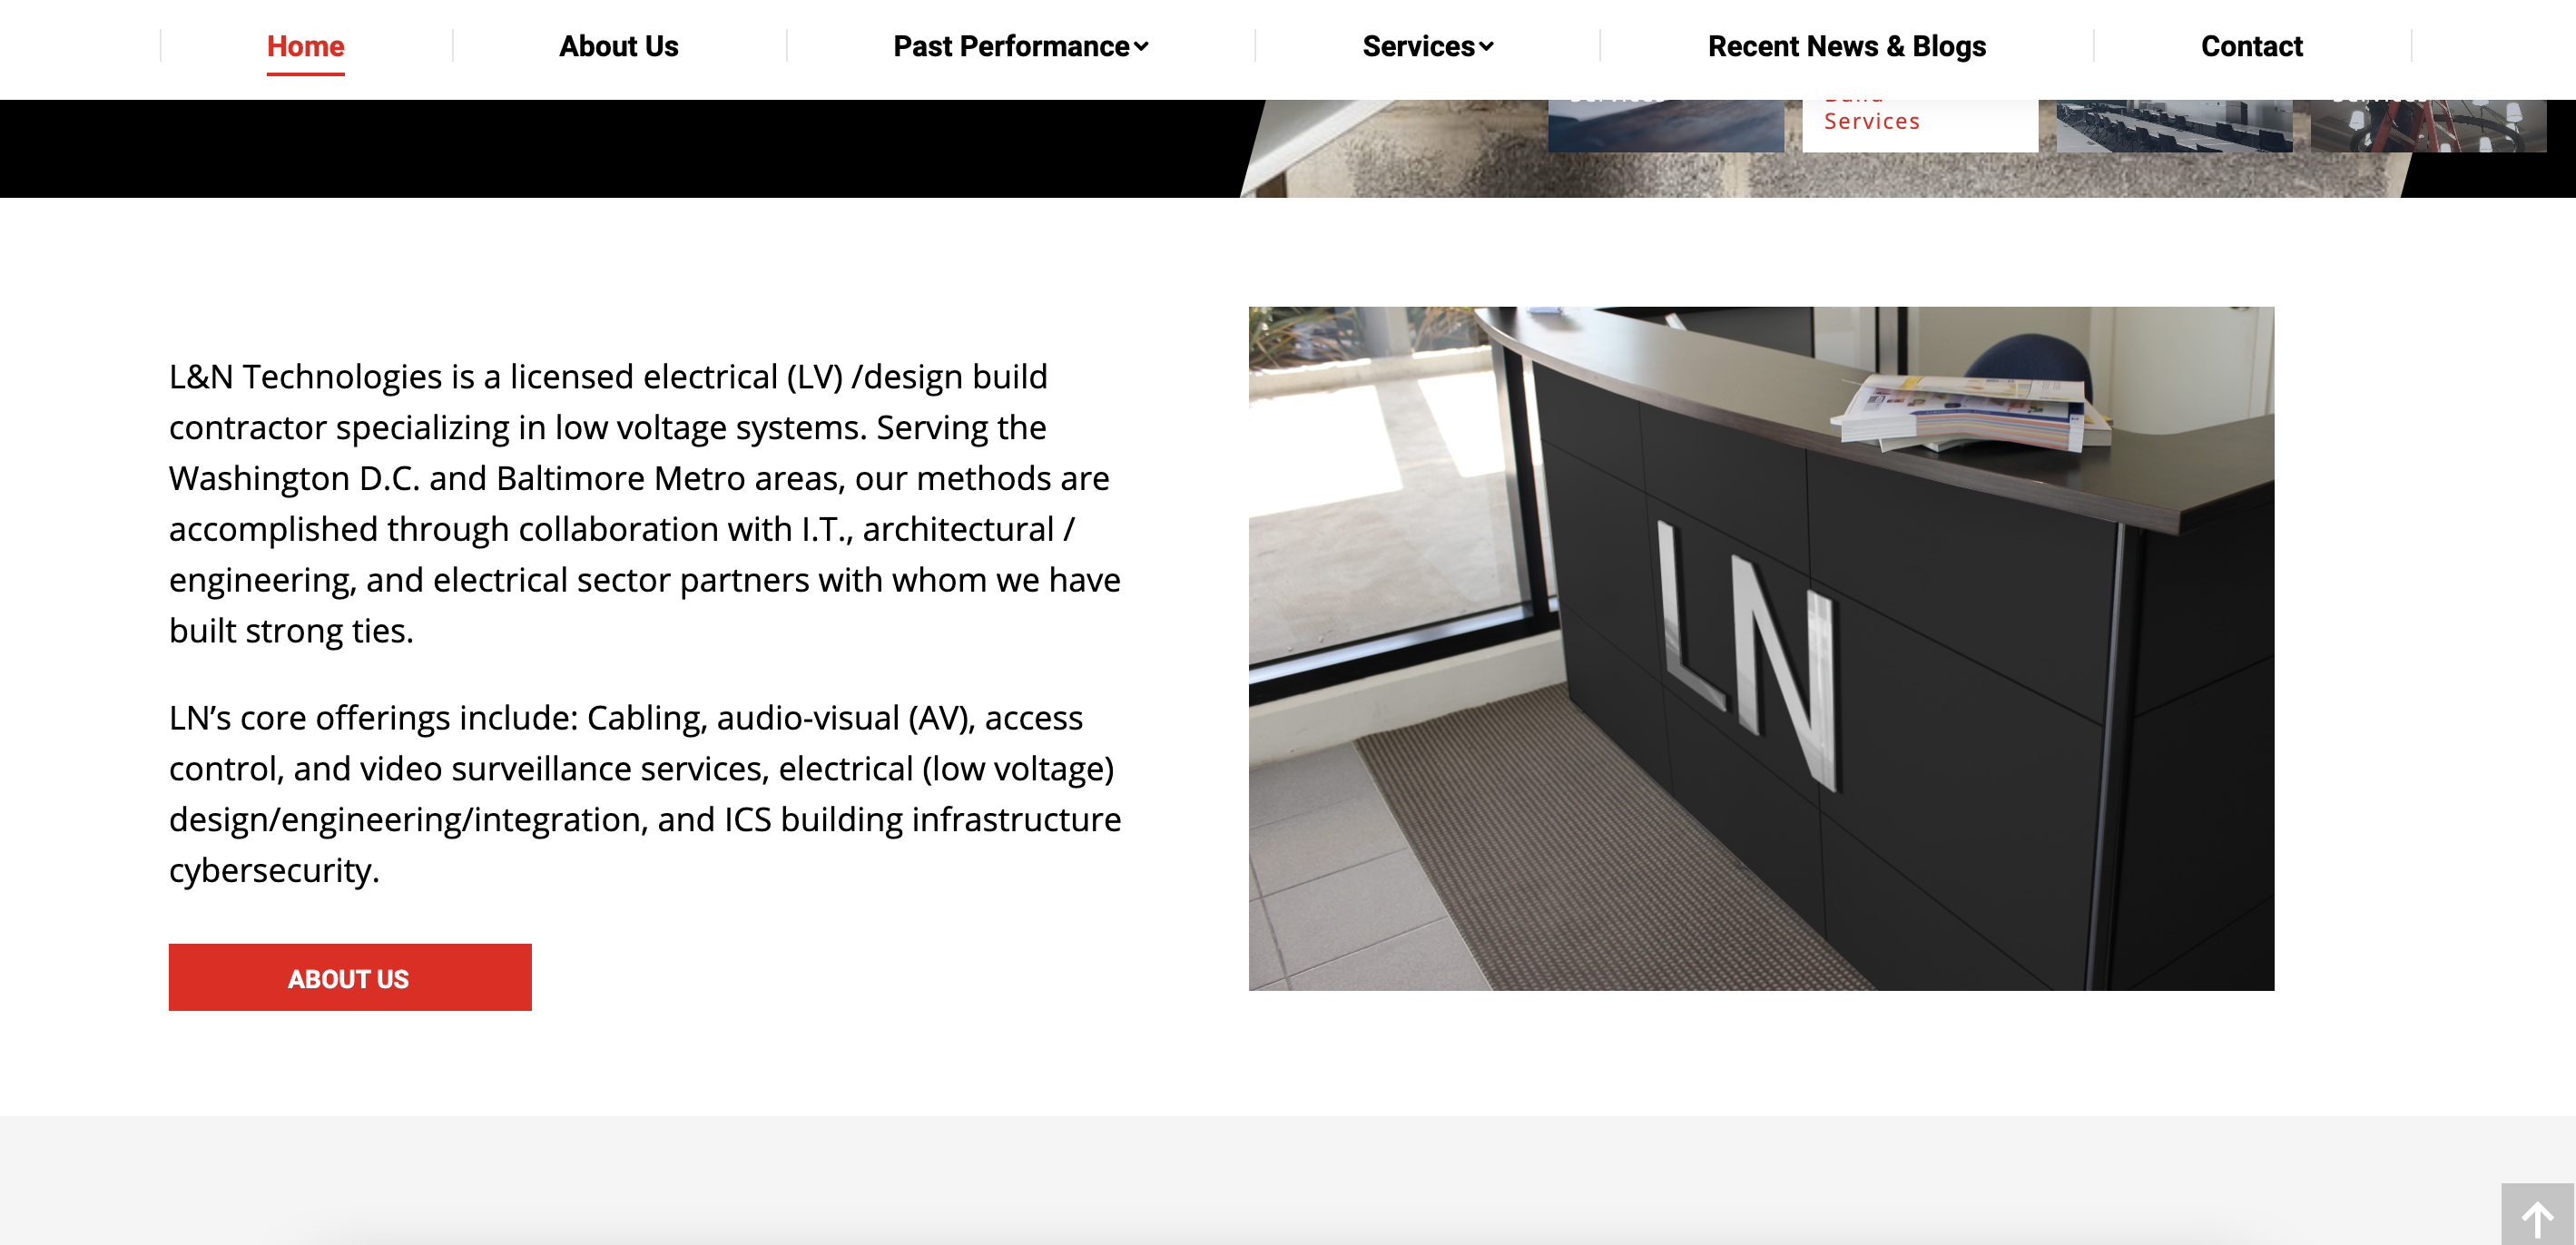 Home
About Us
Past Performance
Services
Recent News & Blogs
Contact
Services
L&N Technologies is a licensed electrical (LV) /design build
contractor specializing in low voltage systems. Serving the
Washington D.C. and Baltimore Metro areas, our methods are
accomplished through collaboration with I.T., architectural /
engineering, and electrical sector partners with whom we have
built strong ties.
LN’s core offerings include: Cabling, audio-visual (AV), access
control, and video surveillance services, electrical (low voltage)
design/engineering/integration, and ICS building infrastructure
cybersecurity.
ABOUT US
LN